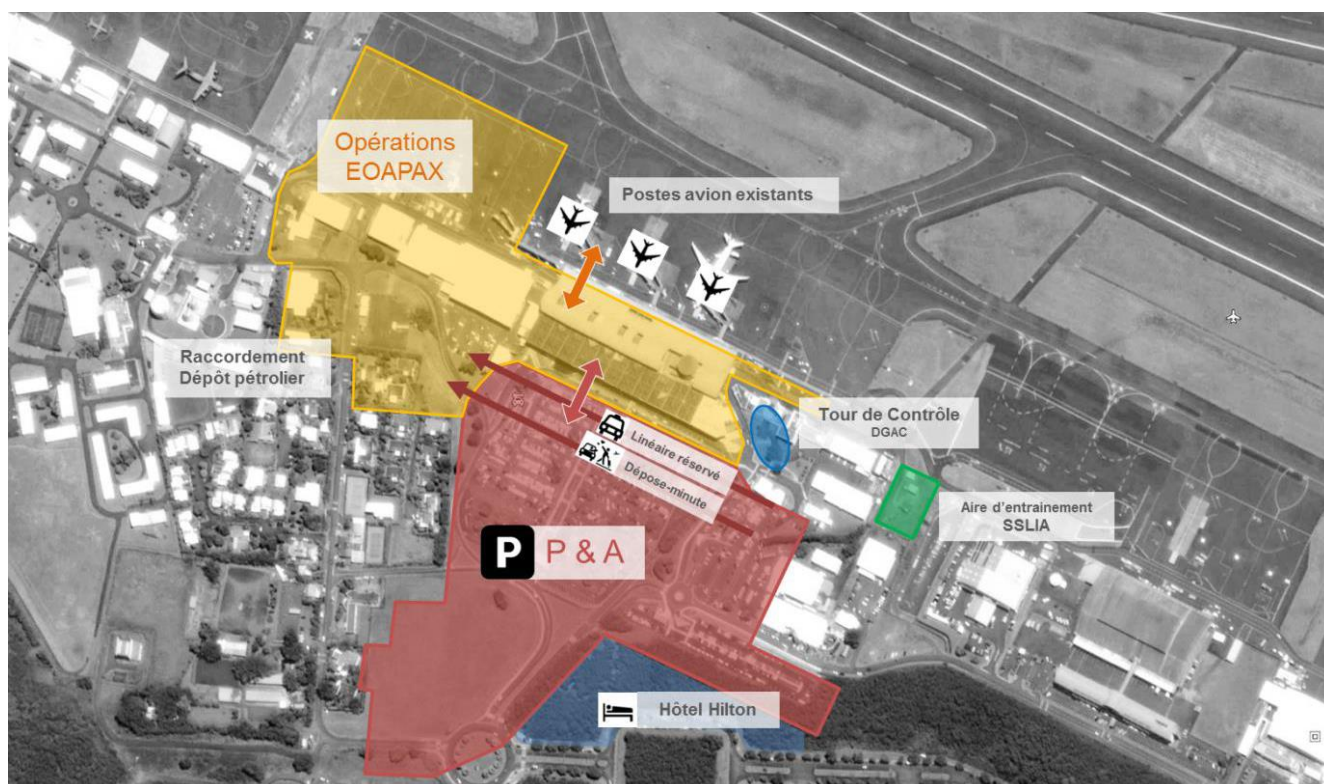 Opérations
EOAPAX
Postes avion existants
Raccordement
Dépôt pétrolier
Linéaire réservé
Dépose-minute
Tour de Contrôle
DGAC
Aire d'entrainement
SSLIA
P
P & A
Hôtel Hilton